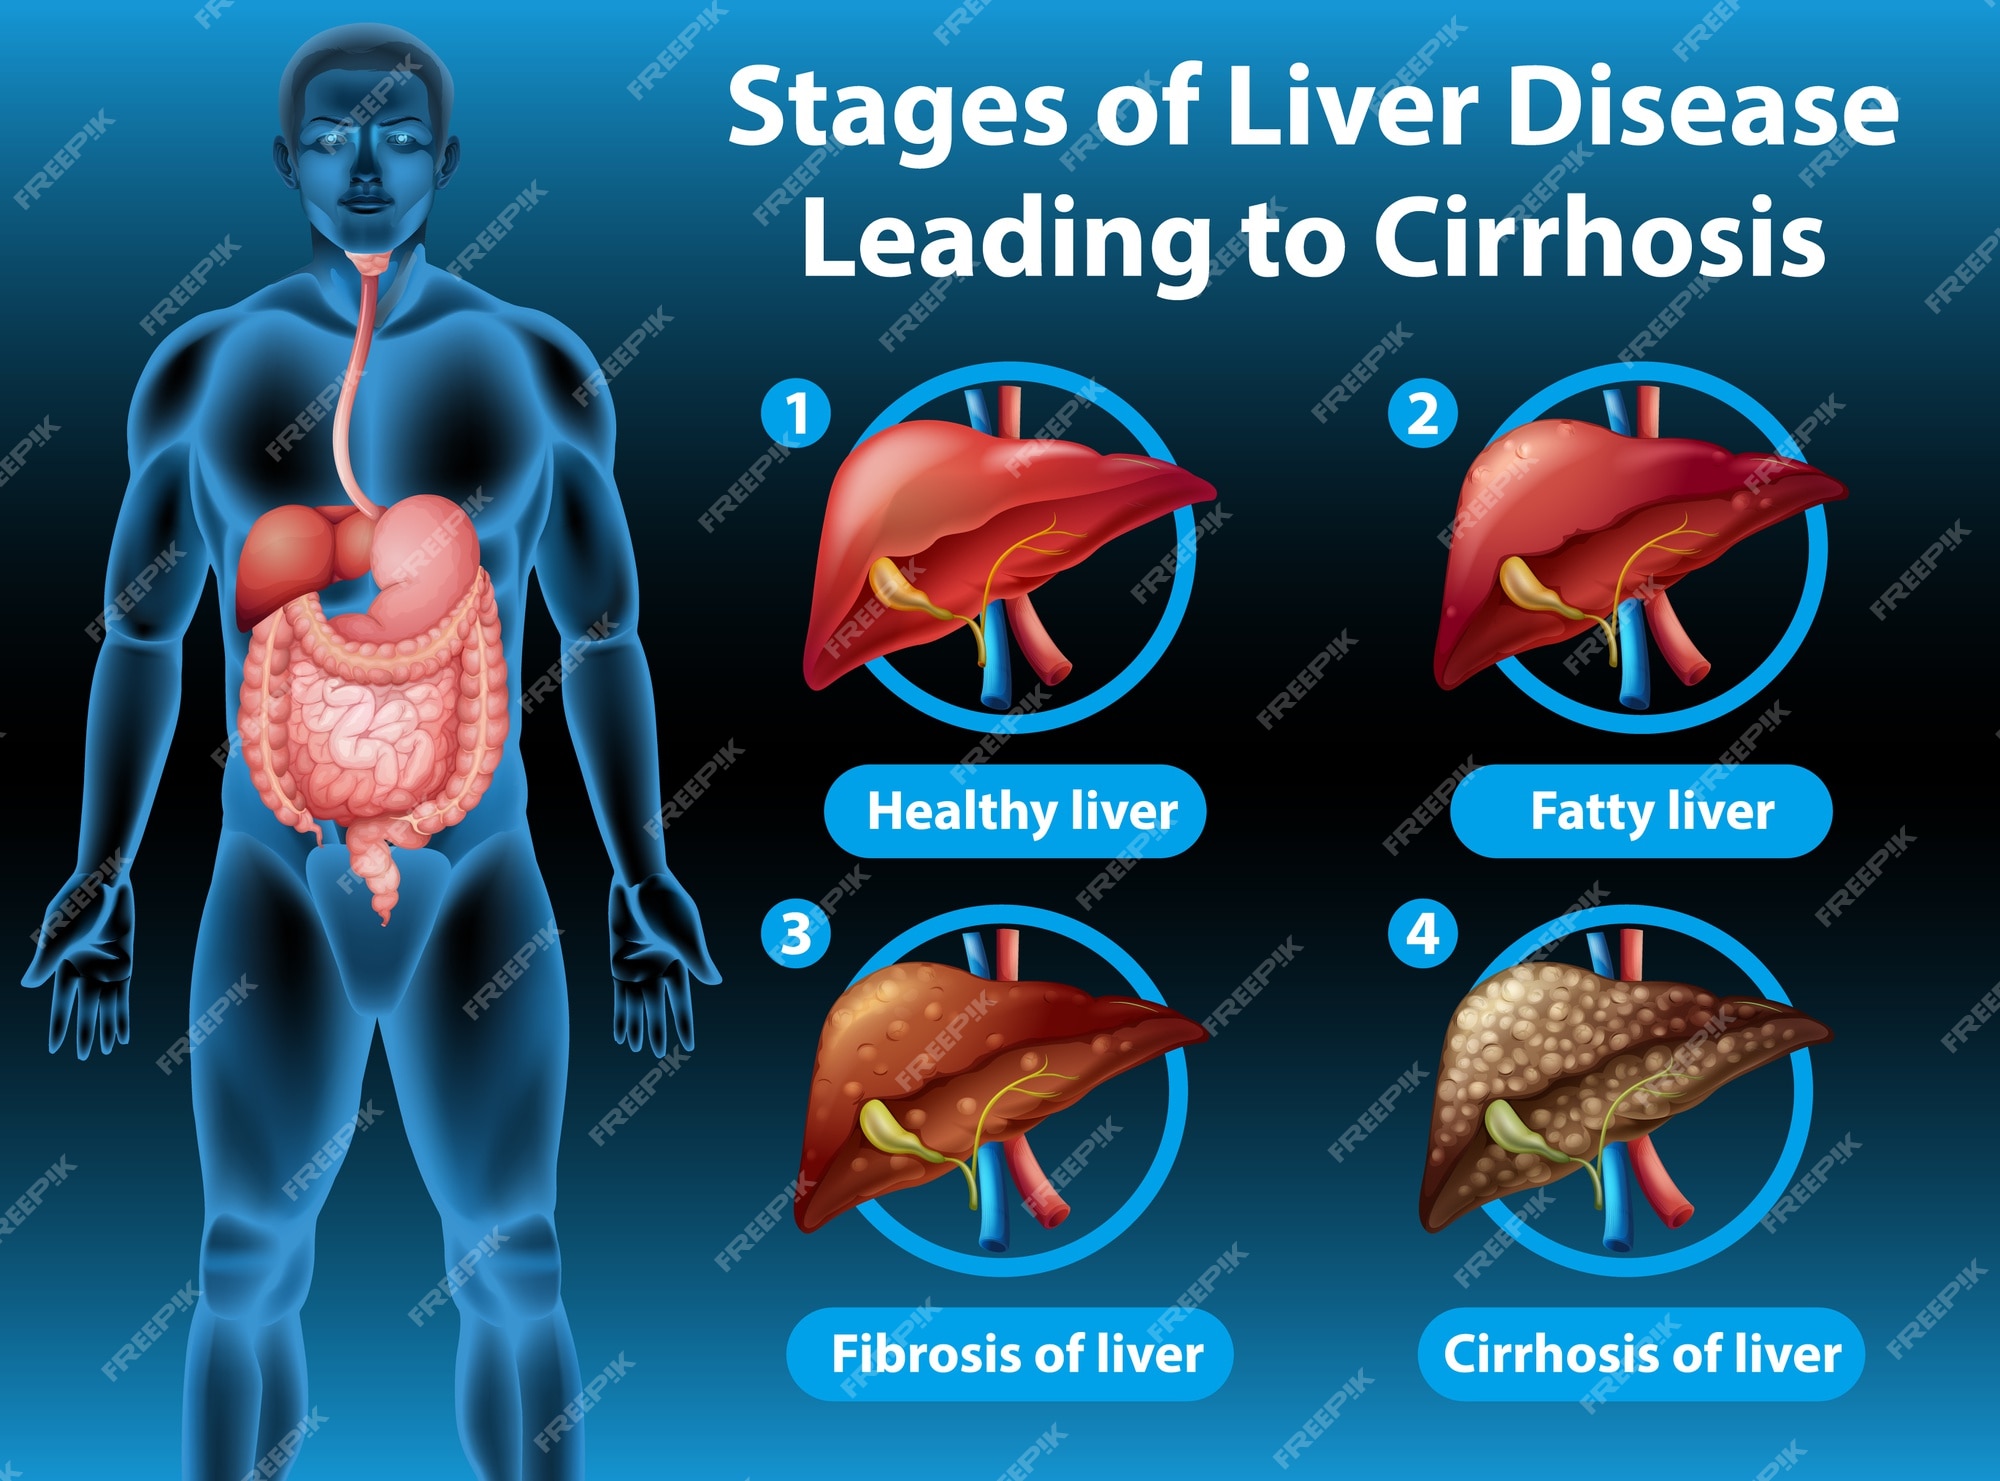 Stages of Liver Disease
Leading to Cirrhosis
1
2
Healthy liver
Fatty liver
3
4
Fibrosis of liver
Cirrhosis of liver
FREEPIK